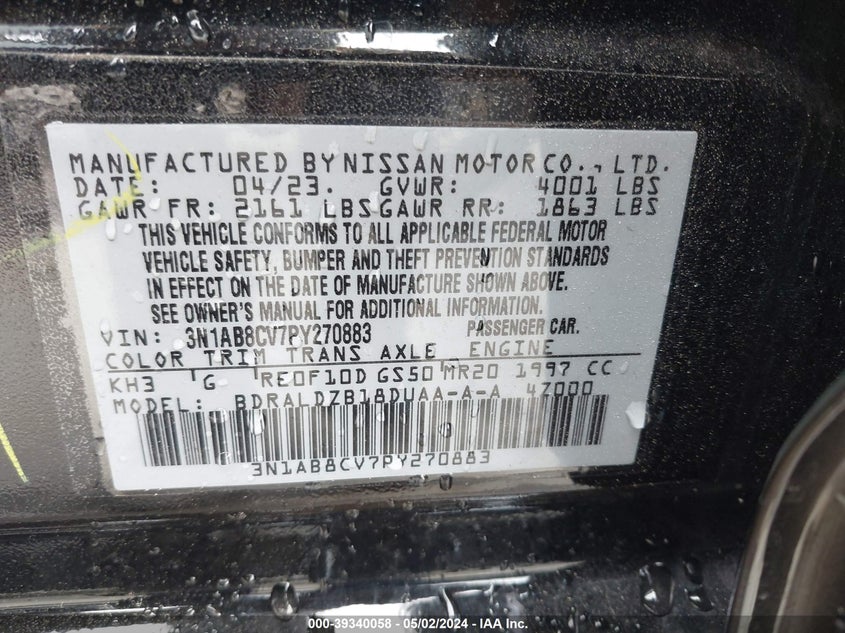 MANUFACTURED BY NISSAN MOTOR CO., LTD.
DATE: 04/23. GVWR: 4001 LBS
GAWR FR: 2161 LBS GAWR RR: 1863 LBS
THIS VEHICLE CONFORMS TO ALL APPLICABLE FEDERAL MOTOR
VEHICLE SAFETY, BUMPER AND THEFT PREVENTION STANDARDS
IN EFFECT ON THE DATE OF MANUFACTURE SHOWN ABOVE.
SEE OWNER'S MANUAL FOR ADDITIONAL INFORMATION.
VIN: 3N1AB8CV7PY270883 PASSENGER CAR.
COLOR TRIM TRANS AXLE ENGINE
KH3 G RE0F10D GS50 MR20 1997 CC
MODEL: BDRALDZB18DUAA-A-A 4Z000
3N1AB8CV7PY270883
000-39340058 - 05/02/2024 - IAA Inc.